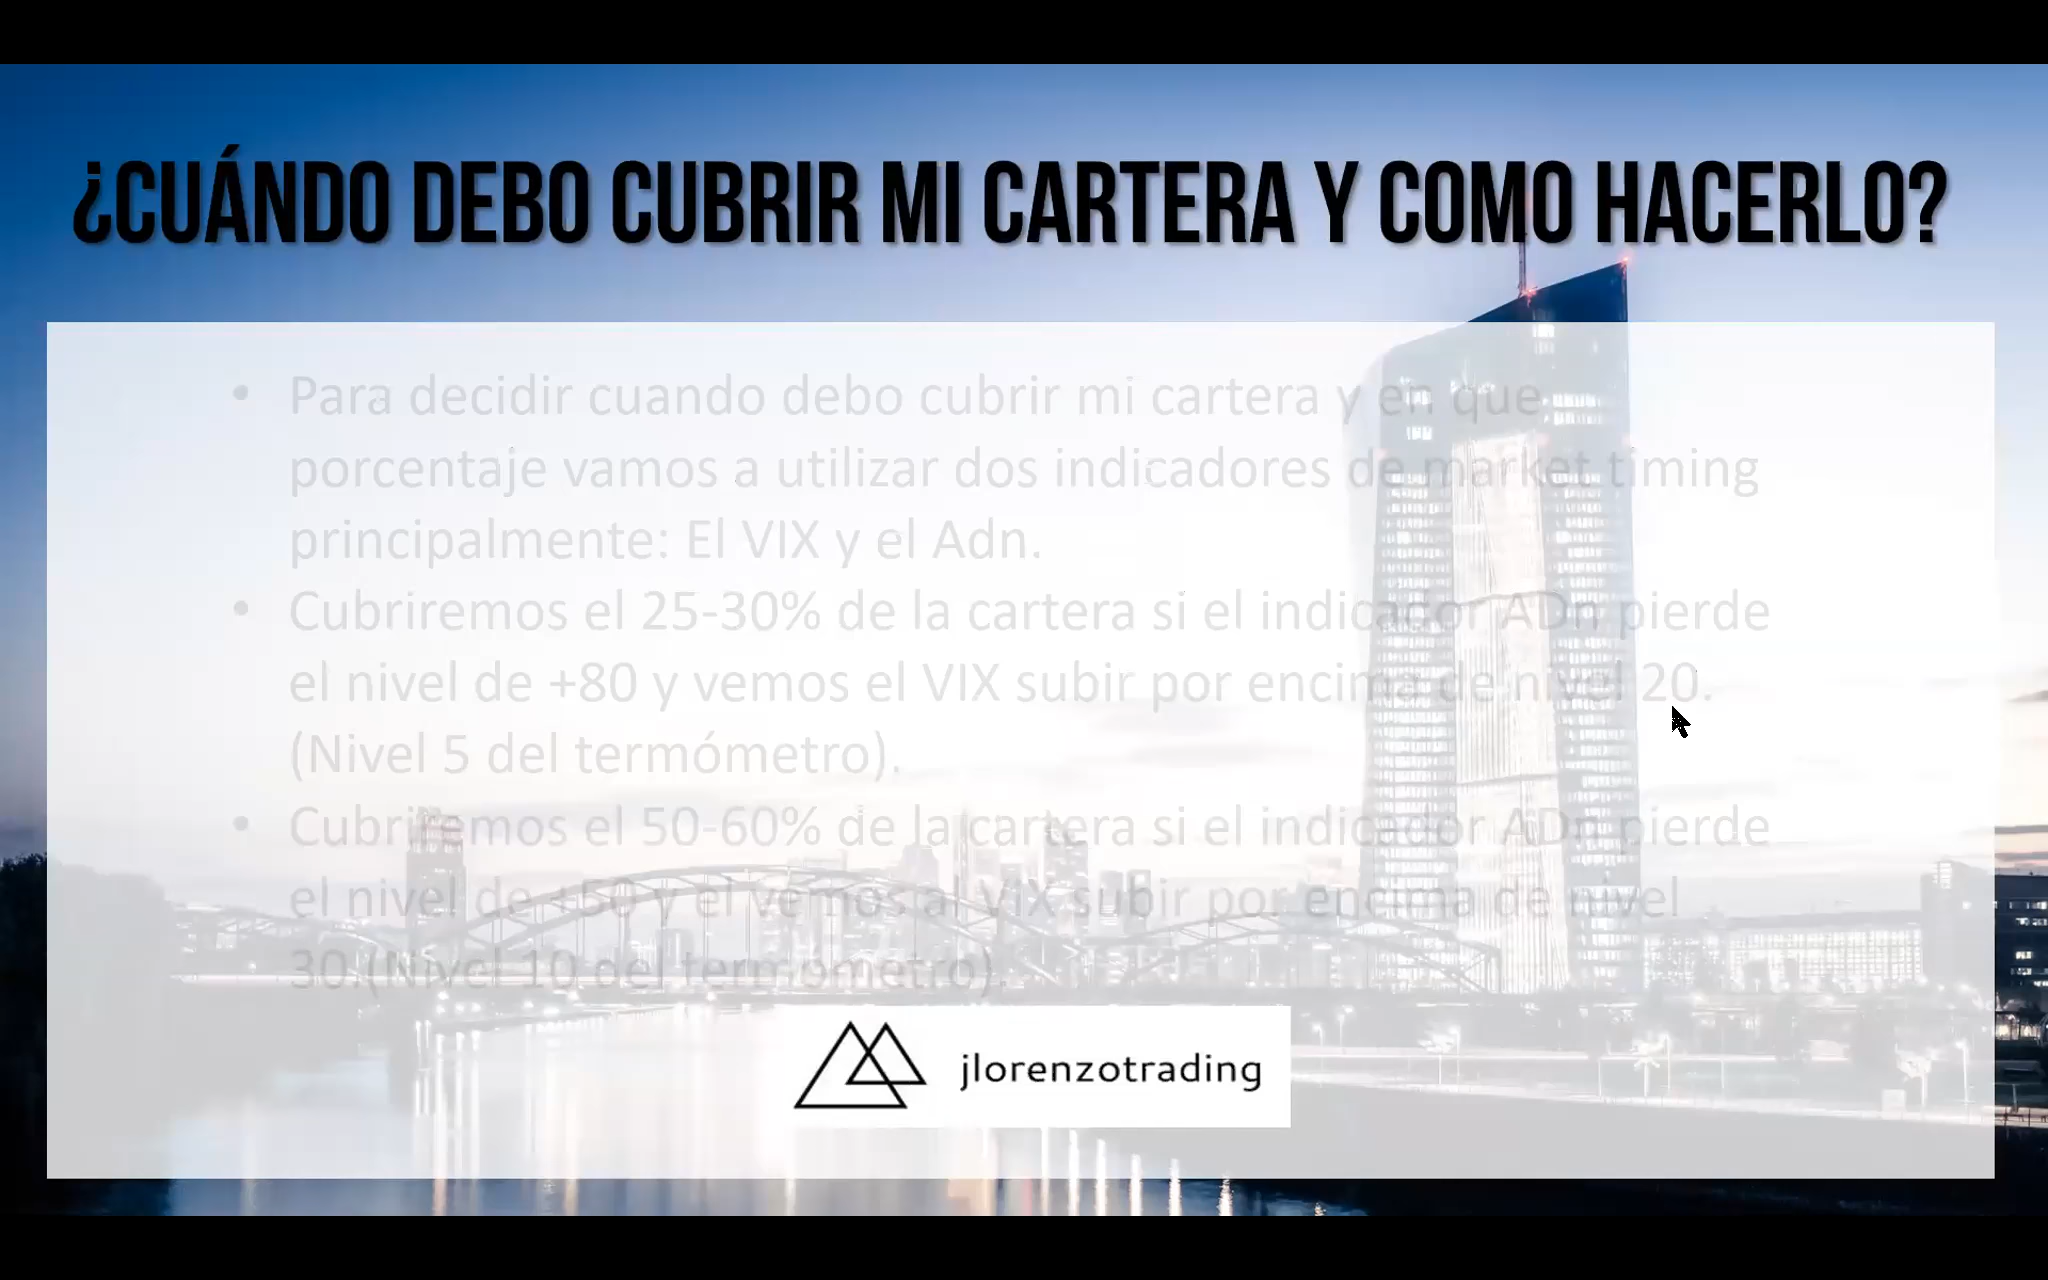 ¿CUÁNDO DEBO CUBRIR MI CARTERA Y COMO HACERLO?
• Para decidir cuando debo cubrir mi cartera y en que
porcentaje vamos a utilizar dos indicadores de market timing
principalmente: El VIX y el Adn.
• Cubriremos el 25-30% de la cartera si el indicador ADn pierde
el nivel de +80 y vemos el VIX subir por encima de nivel 20.
(Nivel 5 del termómetro).
• Cubriremos el 50-60% de la cartera si el indicador ADn pierde
el nivel de +50 y el vemos al VIX subir por encima de nivel
30.(Nivel 10 del termómetro).
jlorenzotrading